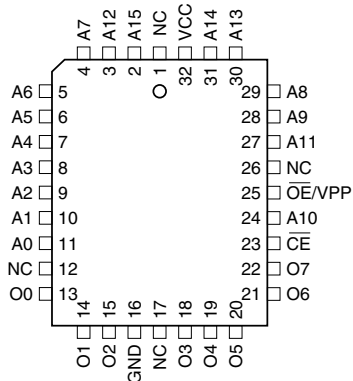 A7 A12 A15 NC VCC A14 A13
4 3 2 1 32 31 30
A6 5 29 A8
A5 6 28 A9
A4 7 27 A11
A3 8 26 NC
A2 9 25 OE/VPP
A1 10 24 A10
A0 11 23 CE
NC 12 22 O7
O0 13 21 O6
14 15 16 17 18 19 20
O1 O2 GND NC O3 O4 O5